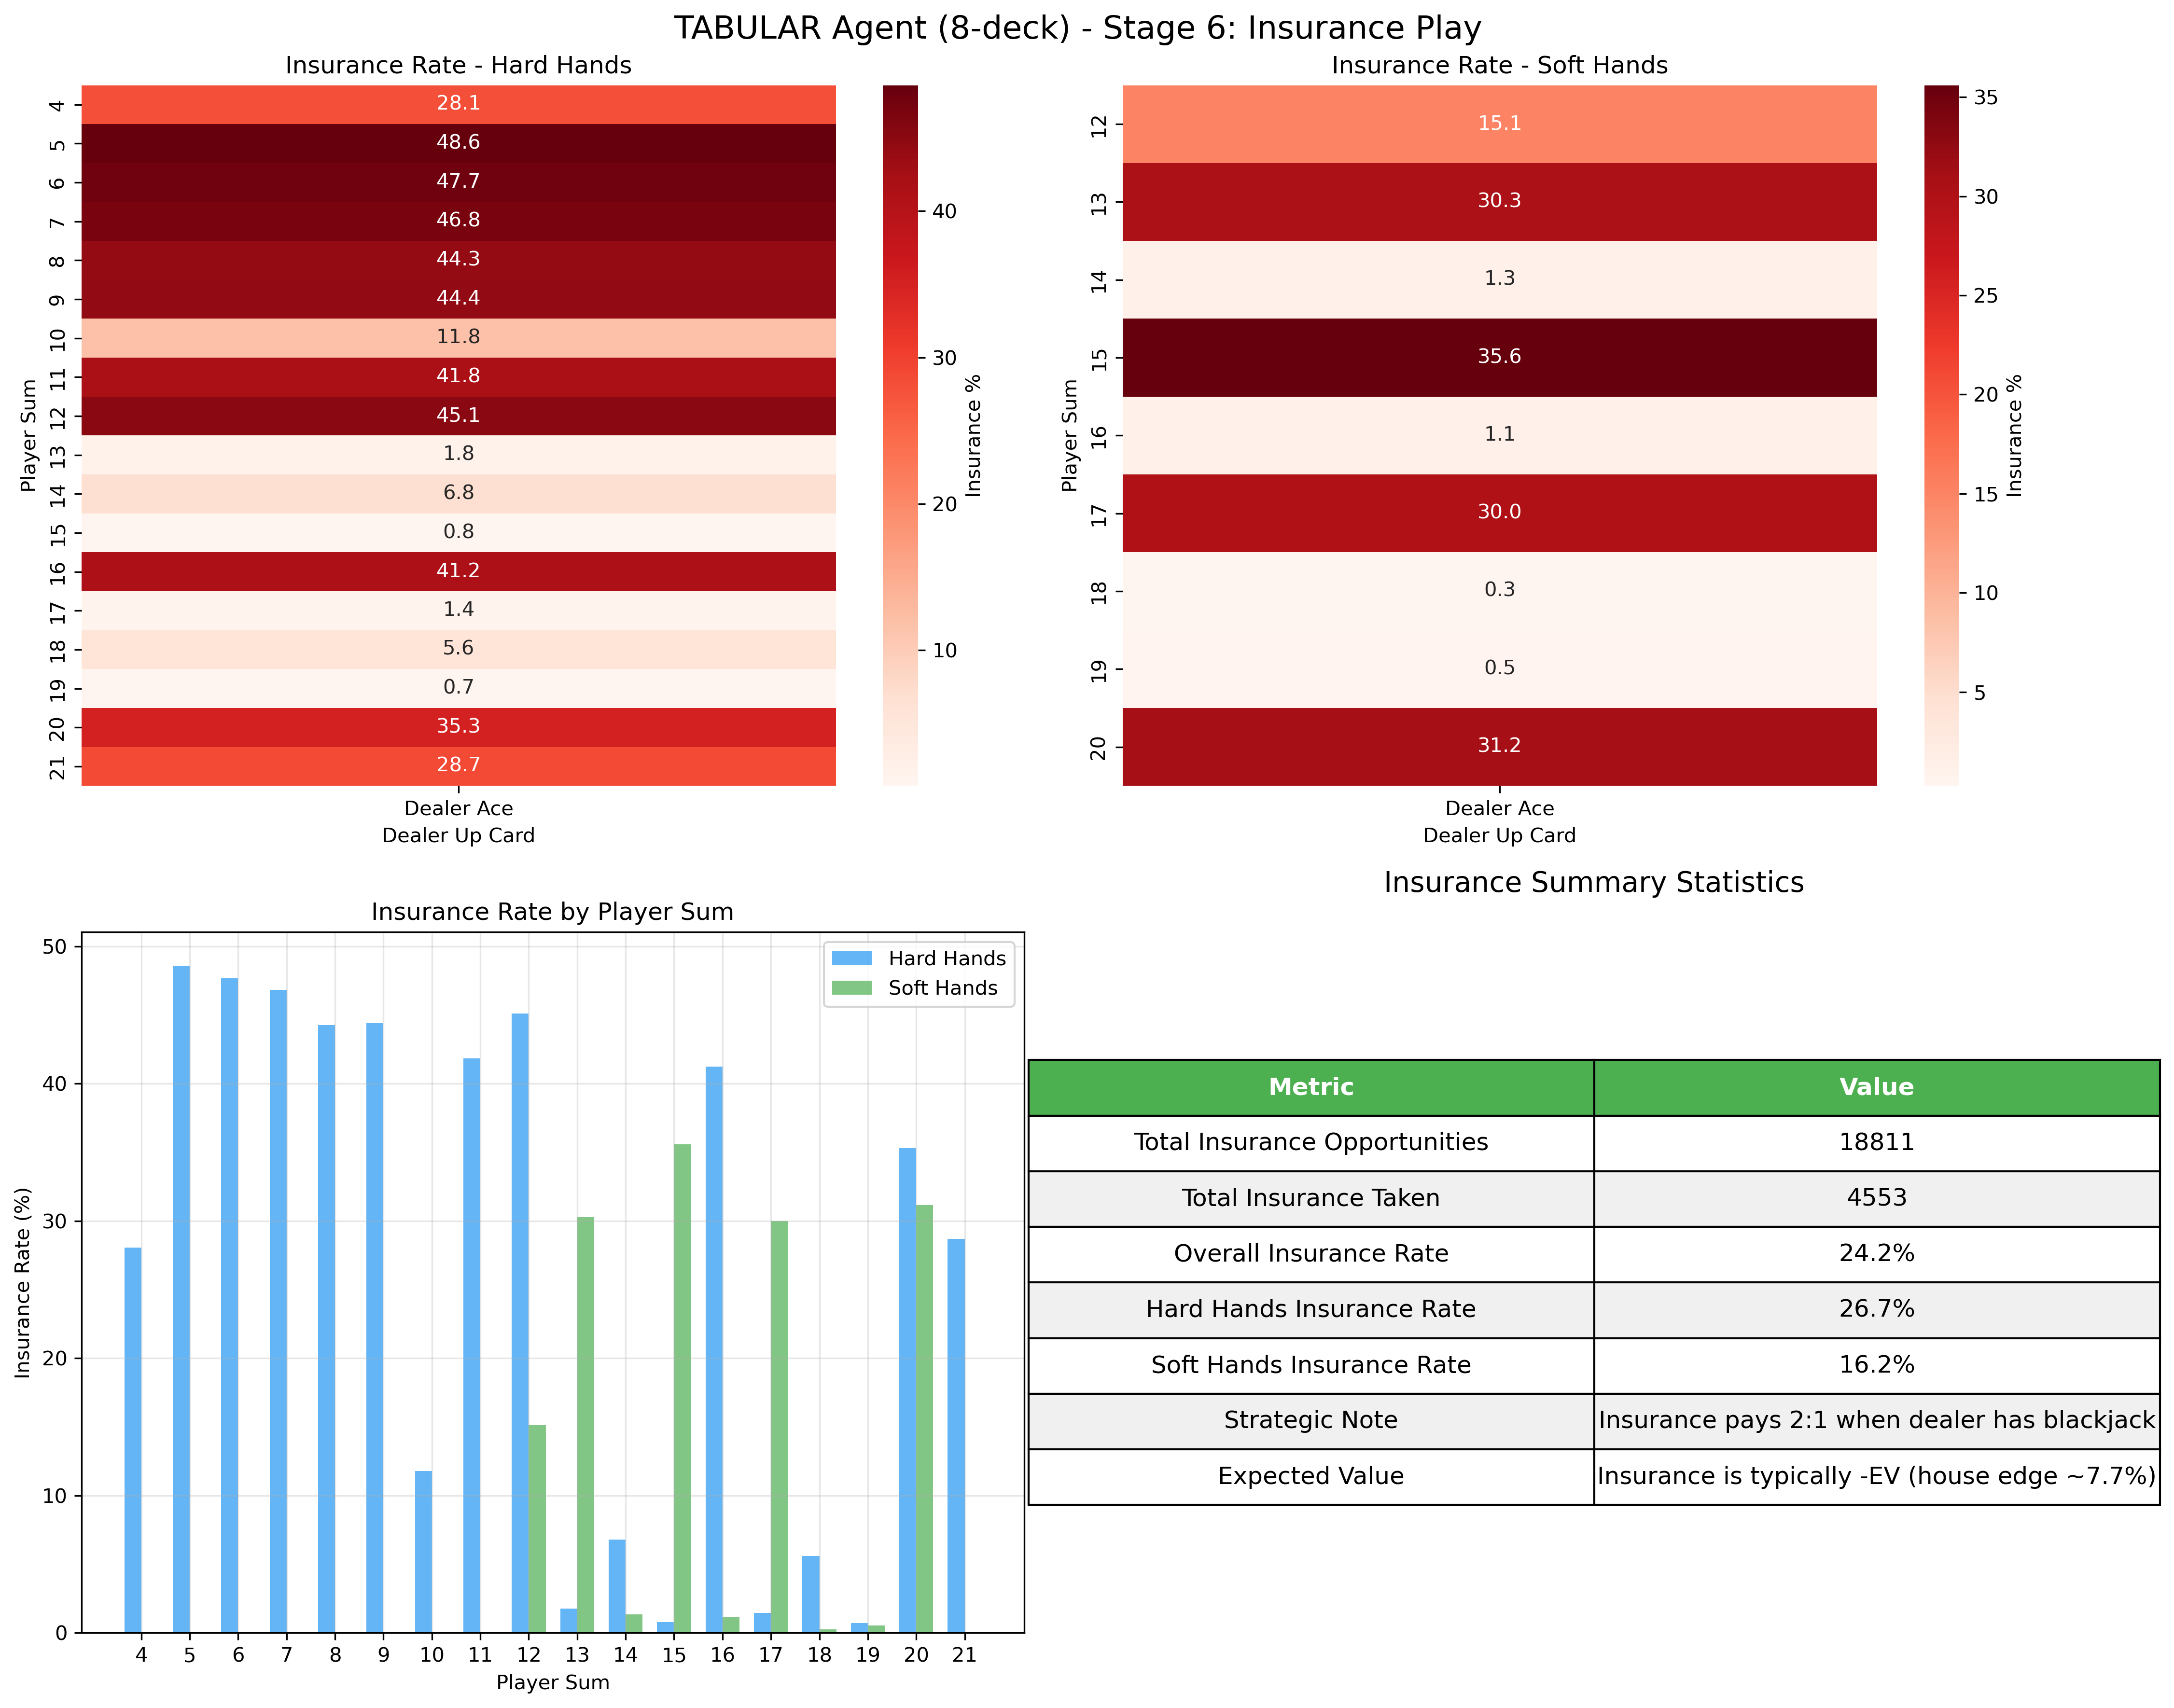 TABULAR Agent (8-deck) - Stage 6: Insurance Play
Insurance Rate - Hard Hands
Player Sum
4
28.1
5
48.6
6
47.7
7
46.8
8
44.3
9
44.4
10
11.8
11
41.8
12
45.1
13
1.8
14
6.8
15
0.8
16
41.2
17
1.4
18
5.6
19
0.7
20
35.3
21
28.7
Dealer Ace
Dealer Up Card
40
30
20
10
Insurance %
Insurance Rate - Soft Hands
Player Sum
12
15.1
13
30.3
14
1.3
15
35.6
16
1.1
17
30.0
18
0.3
19
0.5
20
31.2
Dealer Ace
Dealer Up Card
35
30
25
20
15
10
5
Insurance %
Insurance Rate by Player Sum
Insurance Rate (%)
50
40
30
20
10
0
Hard Hands
Soft Hands
4 5 6 7 8 9 10 11 12 13 14 15 16 17 18 19 20 21
Player Sum
Insurance Summary Statistics
Metric Value
Total Insurance Opportunities 18811
Total Insurance Taken 4553
Overall Insurance Rate 24.2%
Hard Hands Insurance Rate 26.7%
Soft Hands Insurance Rate 16.2%
Strategic Note Insurance pays 2:1 when dealer has blackjack
Expected Value Insurance is typically -EV (house edge ~7.7%)